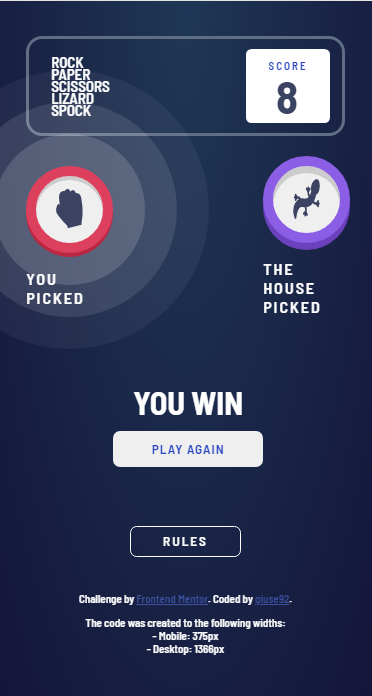 ROCK
PAPER
SCISSORS
LIZARD
SPOCK
SCORE
8
YOU
PICKED
THE
HOUSE
PICKED
YOU WIN
PLAY AGAIN
RULES
Challenge by Frontend Mentor. Coded by giuse92.
The code was created to the following widths:
- Mobile: 375px
- Desktop: 1366px